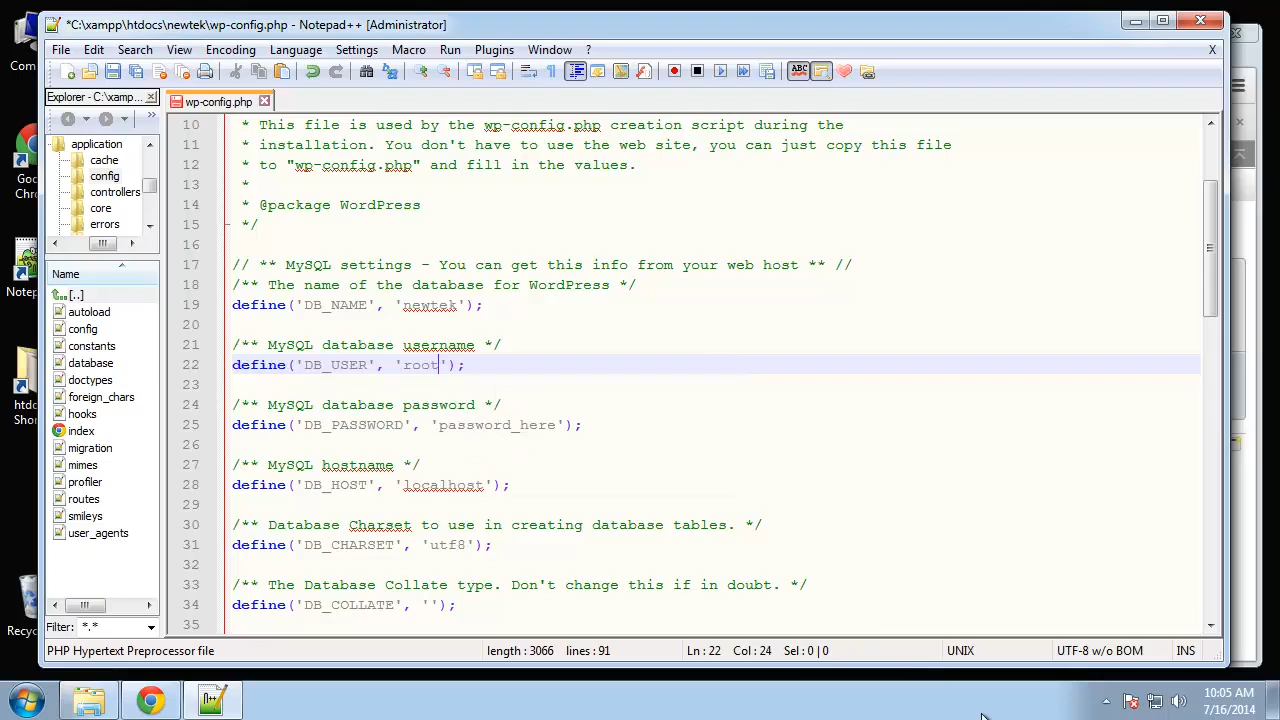 *C:\xampp\htdocs\newtek\wp-config.php - Notepad++ [Administrator]
File Edit Search View Encoding Language Settings Macro Run Plugins Window ? X
Explorer - C:\xamp...
wp-config.php
application
cache
config
controllers
core
errors
Name
[..]
autoload
config
constants
database
doctypes
foreign_chars
hooks
index
migration
mimes
profiler
routes
smileys
user_agents
Filter: *.*
10 * This file is used by the wp-config.php creation script during the
11 * installation. You don't have to use the web site, you can just copy this file
12 * to "wp-config.php" and fill in the values.
13 *
14 * @package WordPress
15 */
16
17 // ** MySQL settings - You can get this info from your web host ** //
18 /** The name of the database for WordPress */
19 define('DB_NAME', 'newtek');
20
21 /** MySQL database username */
22 define('DB_USER', 'root');
23
24 /** MySQL database password */
25 define('DB_PASSWORD', 'password_here');
26
27 /** MySQL hostname */
28 define('DB_HOST', 'localhost');
29
30 /** Database Charset to use in creating database tables. */
31 define('DB_CHARSET', 'utf8');
32
33 /** The Database Collate type. Don't change this if in doubt. */
34 define('DB_COLLATE', '');
35
PHP Hypertext Preprocessor file length : 3066 lines : 91 Ln : 22 Col : 24 Sel : 0 | 0 UNIX UTF-8 w/o BOM INS
Com
Goo
Chro
Notep
htdo
Sho
Recyc
10:05 AM
7/16/2014